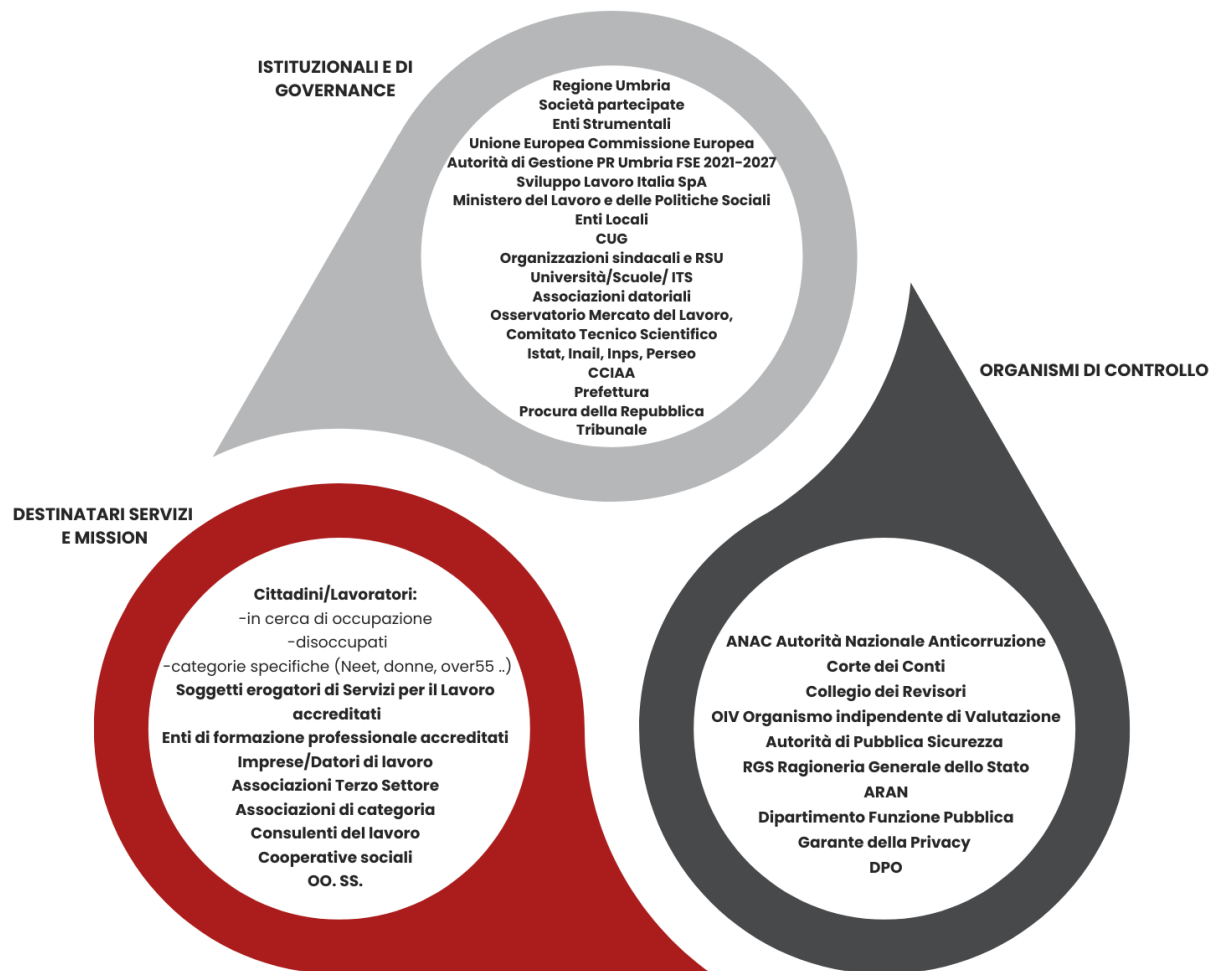 ISTITUZIONALI E DI
GOVERNANCE
Regione Umbria
Società partecipate
Enti Strumentali
Unione Europea Commissione Europea
Autorità di Gestione PR Umbria FSE 2021-2027
Sviluppo Lavoro Italia SpA
Ministero del Lavoro e delle Politiche Sociali
Enti Locali
CUG
Organizzazioni sindacali e RSU
Università/Scuole/ ITS
Associazioni datoriali
Osservatorio Mercato del Lavoro,
Comitato Tecnico Scientifico
Istat, Inail, Inps, Perseo
CCIAA
Prefettura
Procura della Repubblica
Tribunale
ORGANISMI DI CONTROLLO
ANAC Autorità Nazionale Anticorruzione
Corte dei Conti
Collegio dei Revisori
OIV Organismo indipendente di Valutazione
Autorità di Pubblica Sicurezza
RGS Ragioneria Generale dello Stato
ARAN
Dipartimento Funzione Pubblica
Garante della Privacy
DPO
DESTINATARI SERVIZI
E MISSION
Cittadini/Lavoratori:
-in cerca di occupazione
-disoccupati
-categorie specifiche (Neet, donne, over55 ..)
Soggetti erogatori di Servizi per il Lavoro
accreditati
Enti di formazione professionale accreditati
Imprese/Datori di lavoro
Associazioni Terzo Settore
Associazioni di categoria
Consulenti del lavoro
Cooperative sociali
OO. SS.